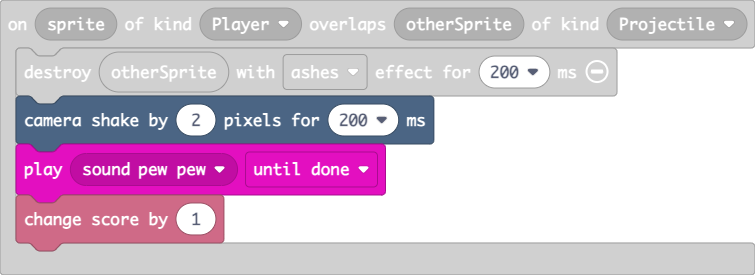 on sprite of kind Player overlaps otherSprite of kind Projectile
destroy otherSprite with ashes effect for 200 ms
camera shake by 2 pixels for 200 ms
play sound pew pew until done
change score by 1